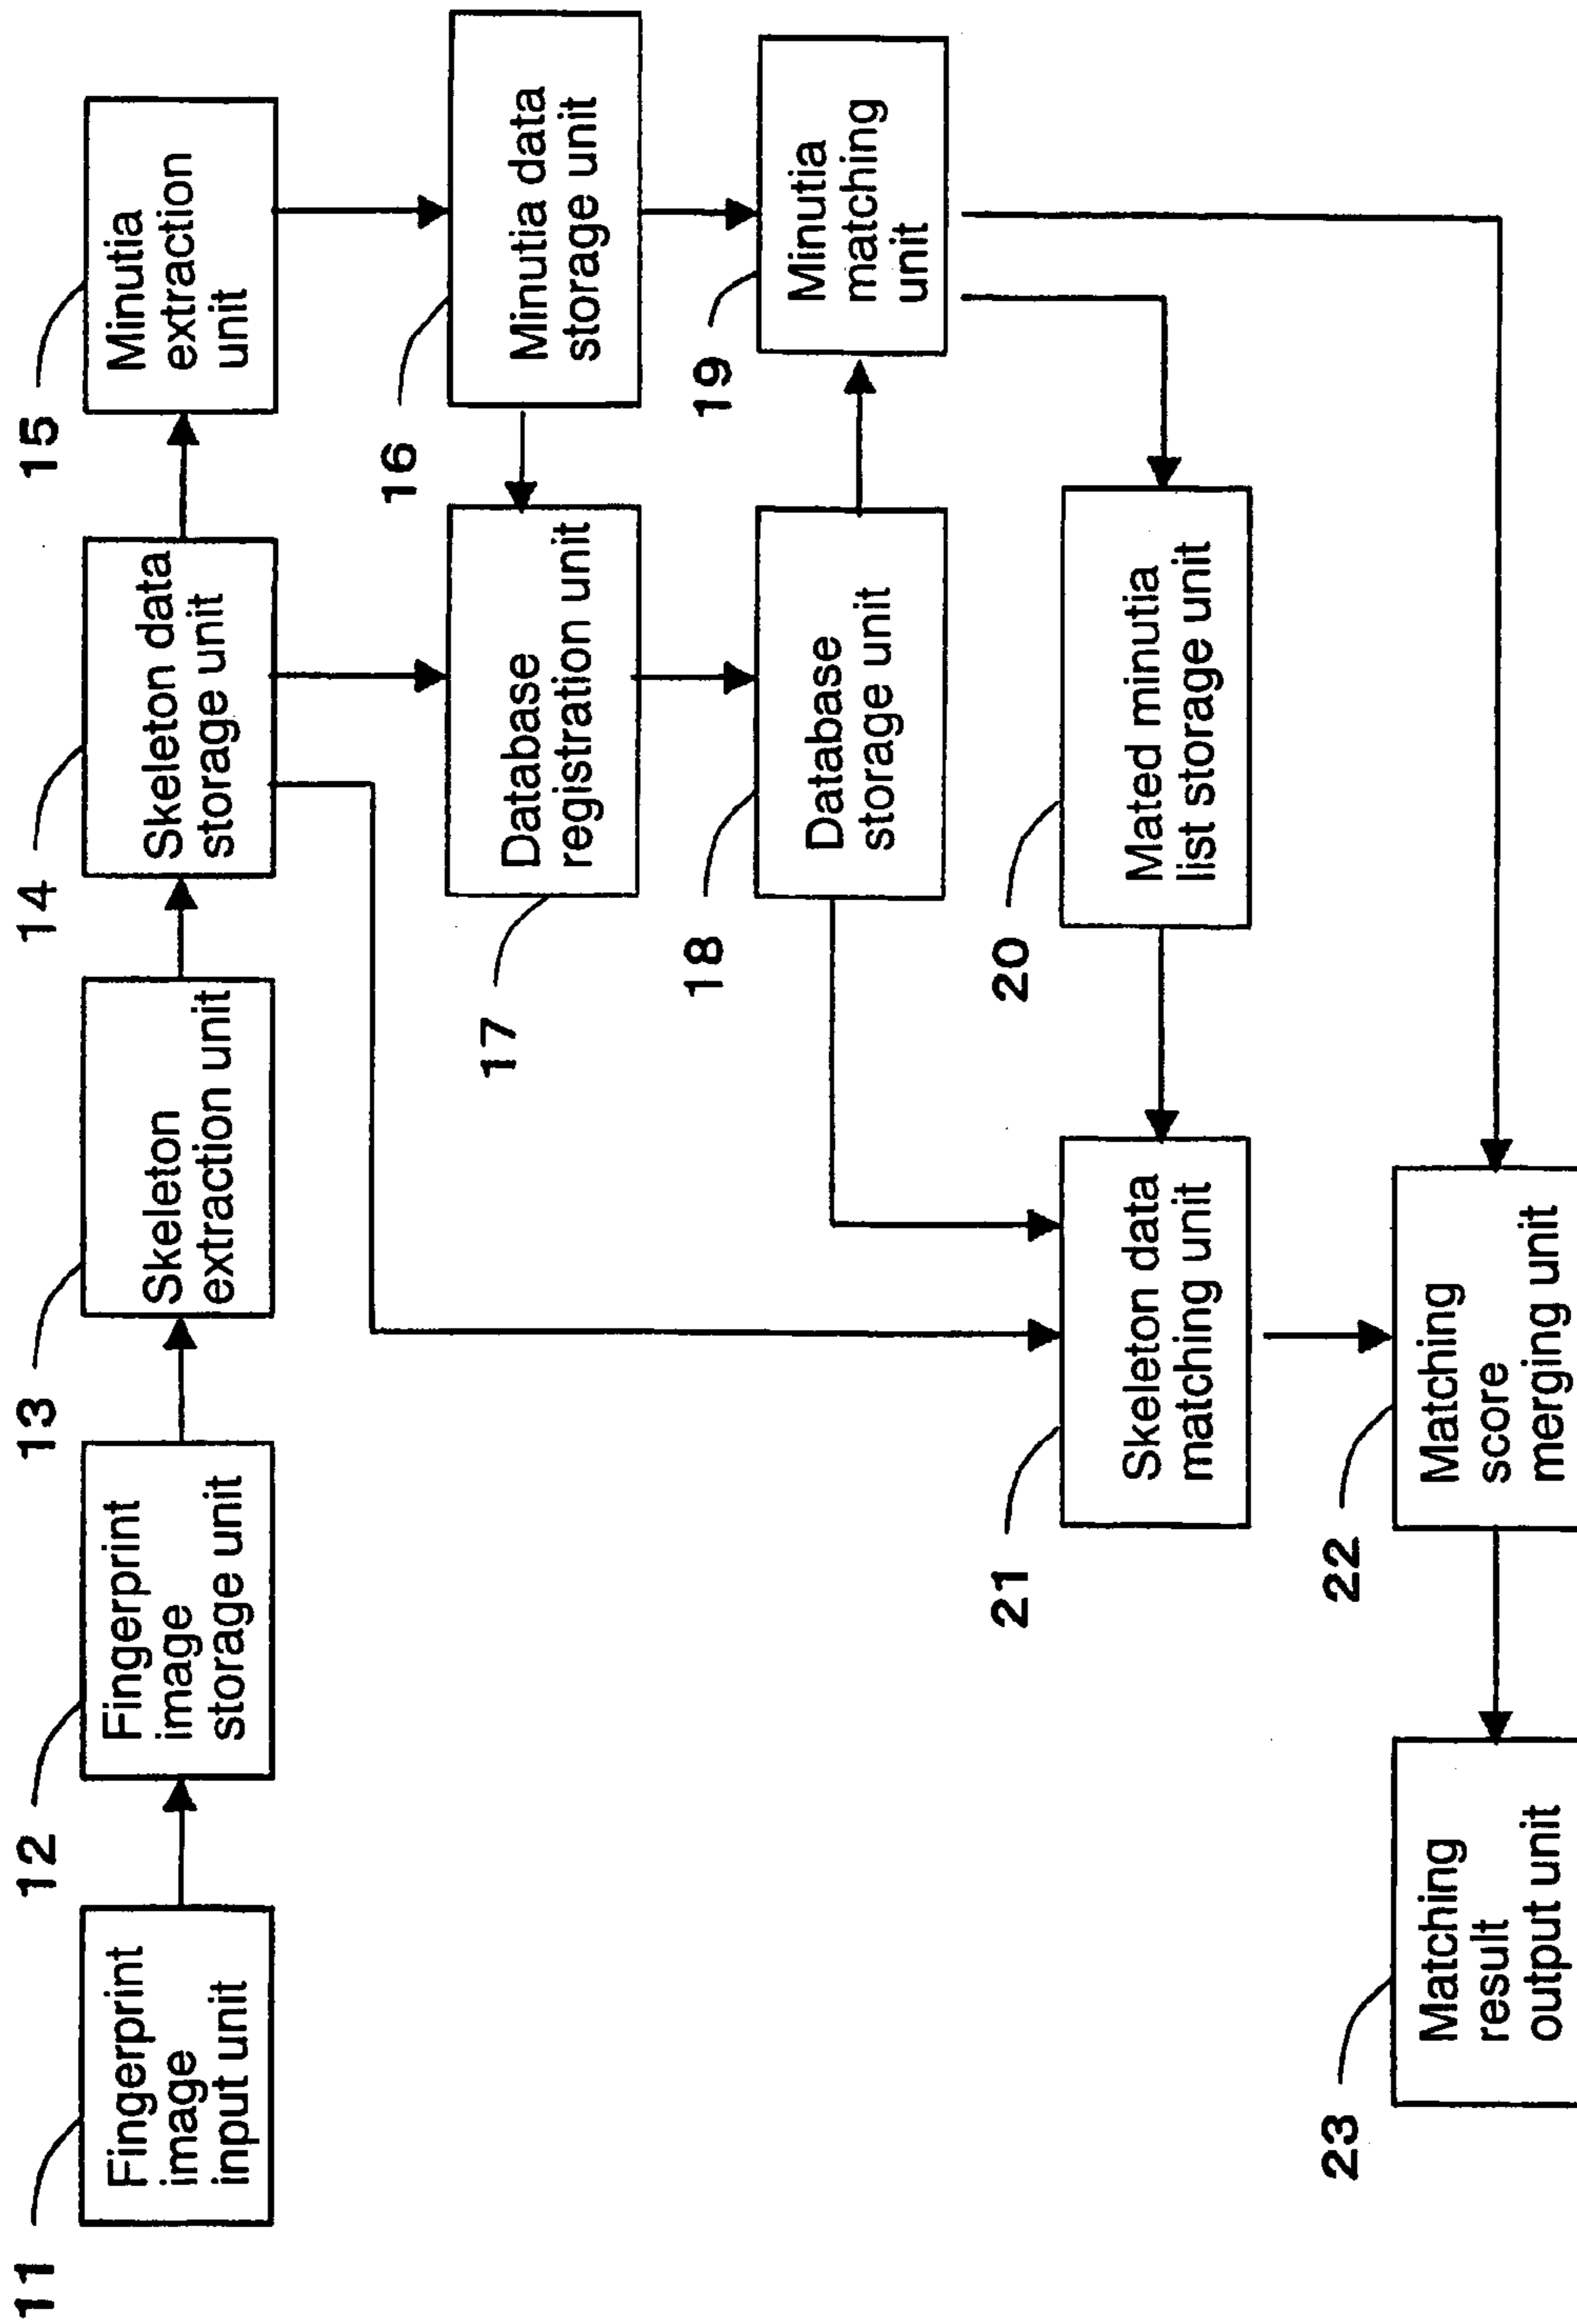 11
Fingerprint
image
input unit
12
Fingerprint
image
storage unit
13
Skeleton
extraction unit
14
Skeleton data
storage unit
15
Minutia
extraction
unit
16
Minutia data
storage unit
17
Database
registration unit
18
Database
storage unit
19
Minutia
matching
unit
20
Mated minutia
list storage unit
21
Skeleton data
matching unit
22
Matching
score
merging unit
23
Matching
result
output unit